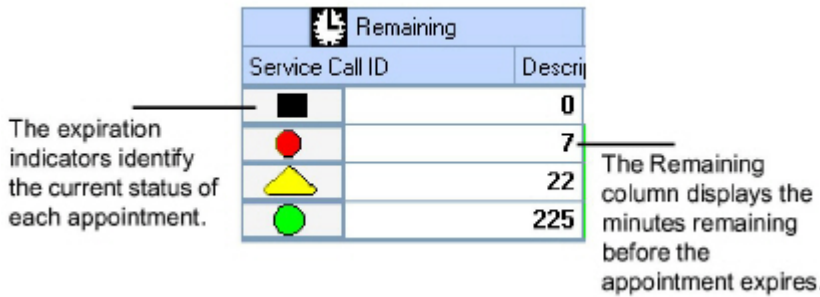 Remaining
Service Call ID Descrip
0
7
22
225
The expiration
indicators identify
the current status of
each appointment.
The Remaining
column displays the
minutes remaining
before the
appointment expires.